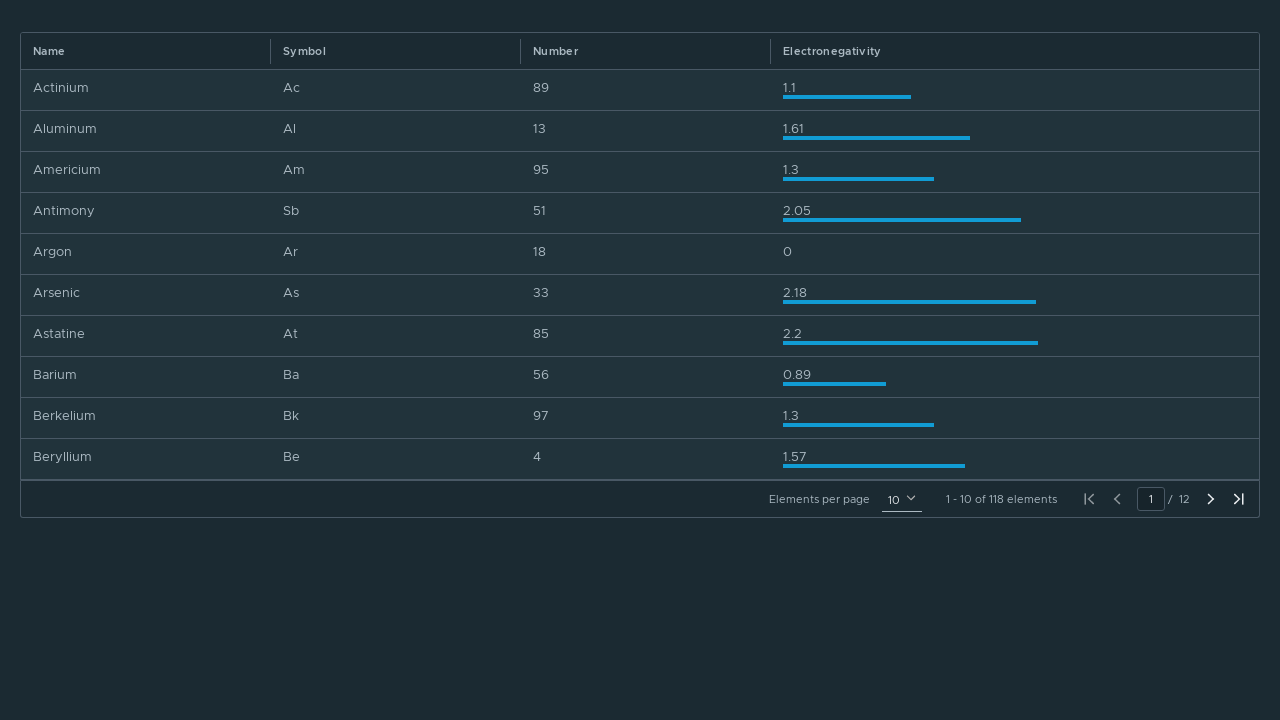 Name Symbol Number Electronegativity
Actinium Ac 89 1.1
Aluminum Al 13 1.61
Americium Am 95 1.3
Antimony Sb 51 2.05
Argon Ar 18 0
Arsenic As 33 2.18
Astatine At 85 2.2
Barium Ba 56 0.89
Berkelium Bk 97 1.3
Beryllium Be 4 1.57
Elements per page 10 1 - 10 of 118 elements 1 / 12